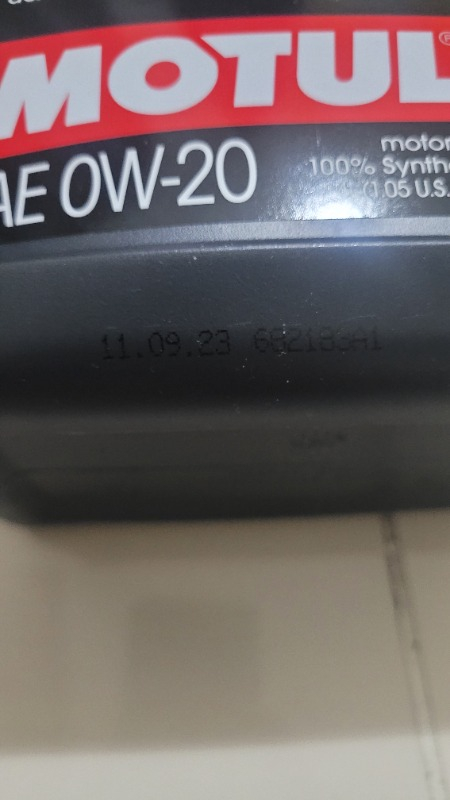 MOTUL
AE 0W-20
motor
100% Synthe
(1.05 U.S.
11.09.23